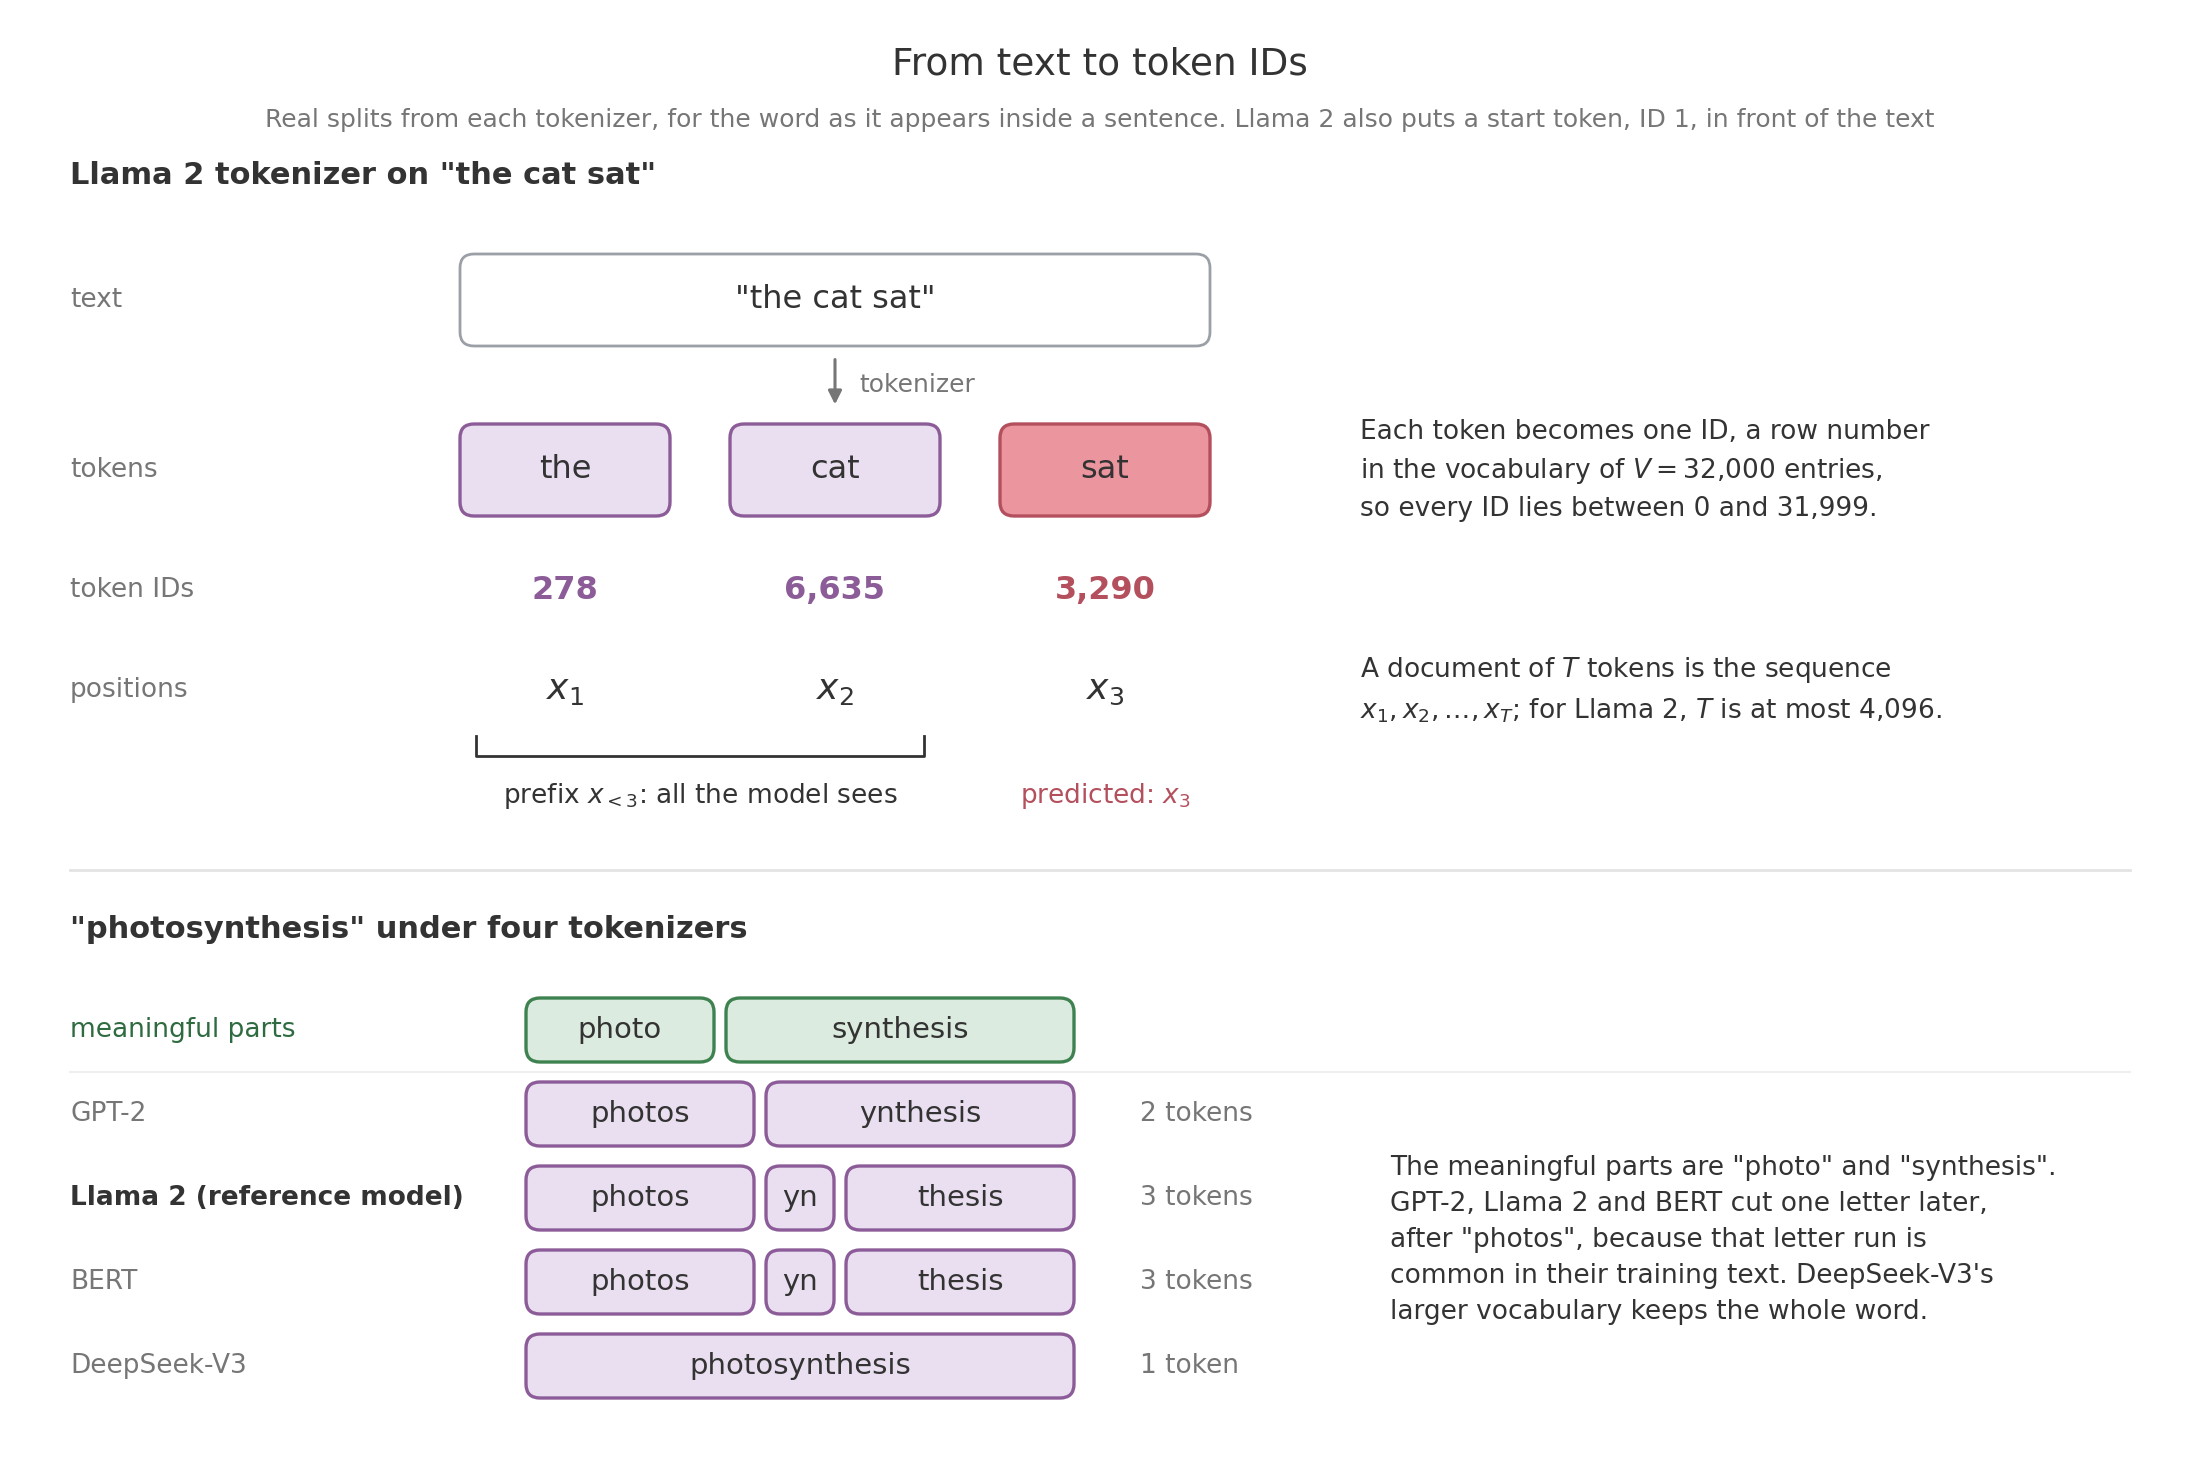 From text to token IDs
Real splits from each tokenizer, for the word as it appears inside a sentence. Llama 2 also puts a start token, ID 1, in front of the text
Llama 2 tokenizer on "the cat sat"
text
"the cat sat"
tokenizer
tokens
the
cat
sat
Each token becomes one ID, a row number
in the vocabulary of V = 32,000 entries,
so every ID lies between 0 and 31,999.
token IDs
278
6,635
3,290
positions
x₁
x₂
x₃
A document of T tokens is the sequence
x₁, x₂, …, x_T; for Llama 2, T is at most 4,096.
prefix x_{<3}: all the model sees
predicted: x₃
"photosynthesis" under four tokenizers
meaningful parts
photo
synthesis
GPT-2
photos
ynthesis
2 tokens
Llama 2 (reference model)
photos
yn
thesis
3 tokens
BERT
photos
yn
thesis
3 tokens
DeepSeek-V3
photosynthesis
1 token
The meaningful parts are "photo" and "synthesis".
GPT-2, Llama 2 and BERT cut one letter later,
after "photos", because that letter run is
common in their training text. DeepSeek-V3's
larger vocabulary keeps the whole word.